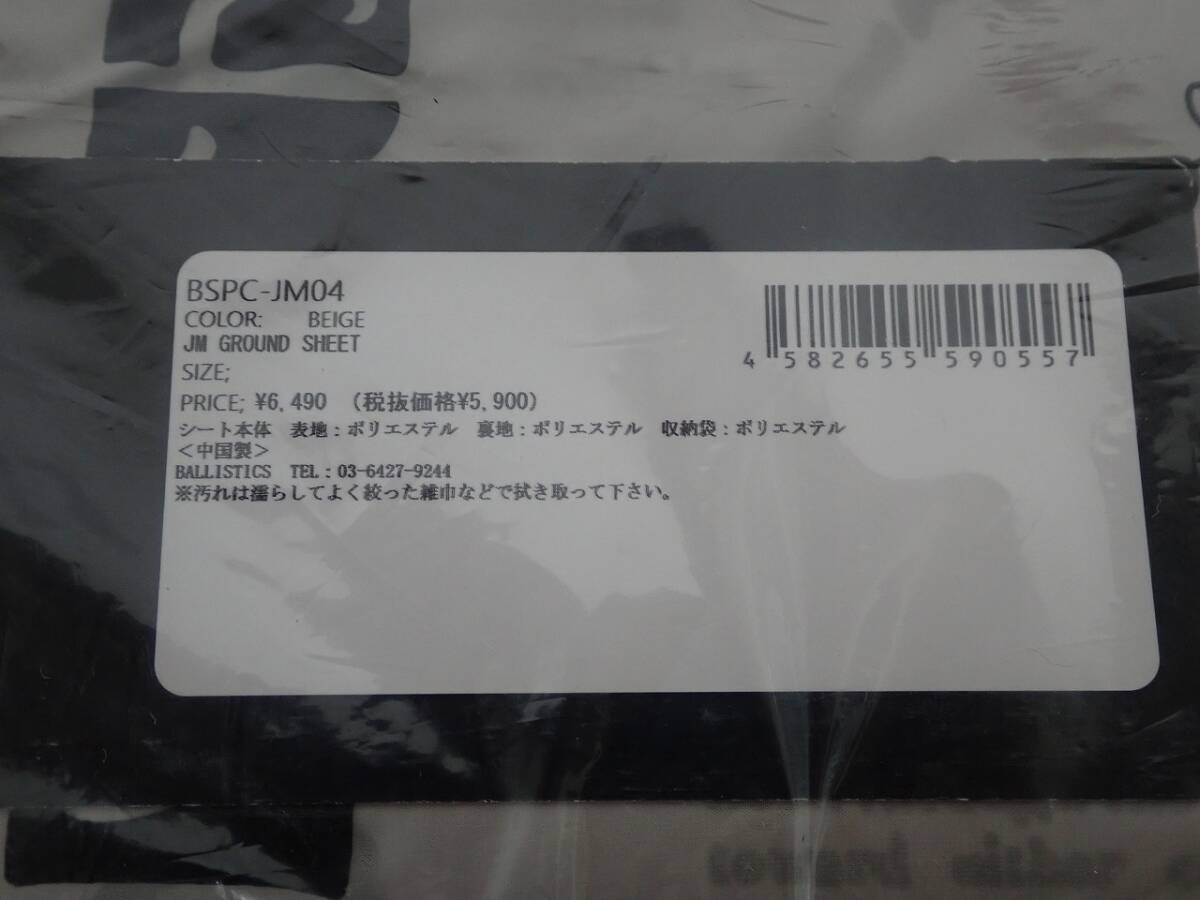 BSPC-JM04
COLOR: BEIGE
JM GROUND SHEET
SIZE;
PRICE; ¥6,490 (税抜価格¥5,900)
シート本体 表地：ポリエステル 裏地：ポリエステル 収納袋：ポリエステル
＜中国製＞
BALLISTICS TEL：03-6427-9244
※汚れは濡らしてよく絞った雑巾などで拭き取って下さい。
4 582655 590557